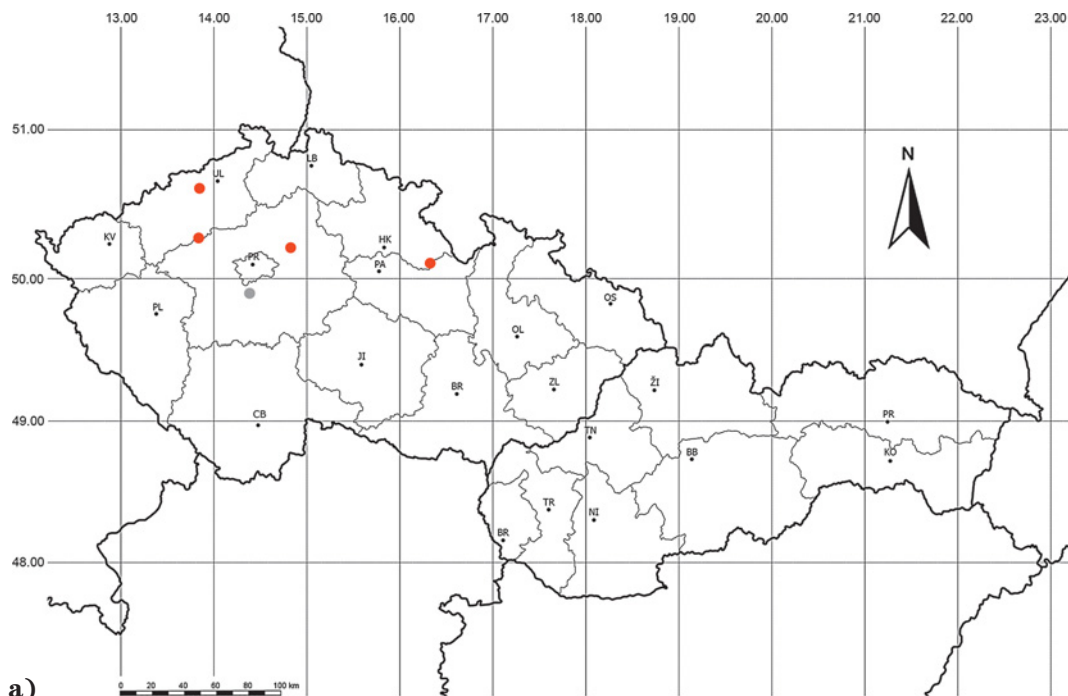 13.00 14.00 15.00 16.00 17.00 18.00 19.00 20.00 21.00 22.00 23.00
51.00
N
LB
UL
KV
HK
PR
PA
50.00
OS
PL
OL
JI
ZL
ŽI
BR
49.00
CB
PR
TN
BB
KO
TR
NI
BR
48.00
a)
0 20 40 60 80 100 km